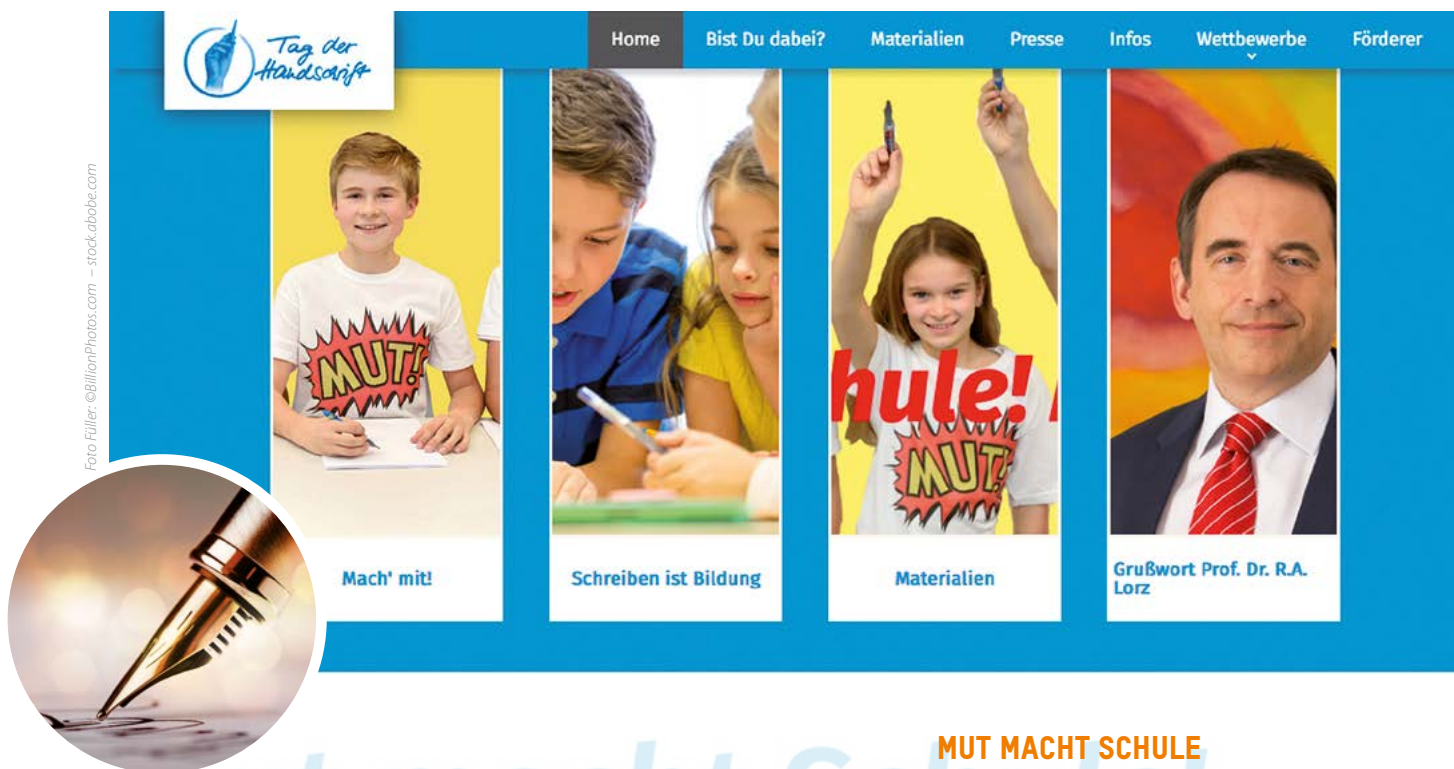 Tag der
Handschrift
Home Bist Du dabei? Materialien Presse Infos Wettbewerbe Förderer
Foto Füller: ©BillionPhotos.com – stock.abobe.com
MUT!
hule!
MUT!
Mach' mit!
Schreiben ist Bildung
Materialien
Grußwort Prof. Dr. R.A.
Lorz
MUT MACHT SCHULE